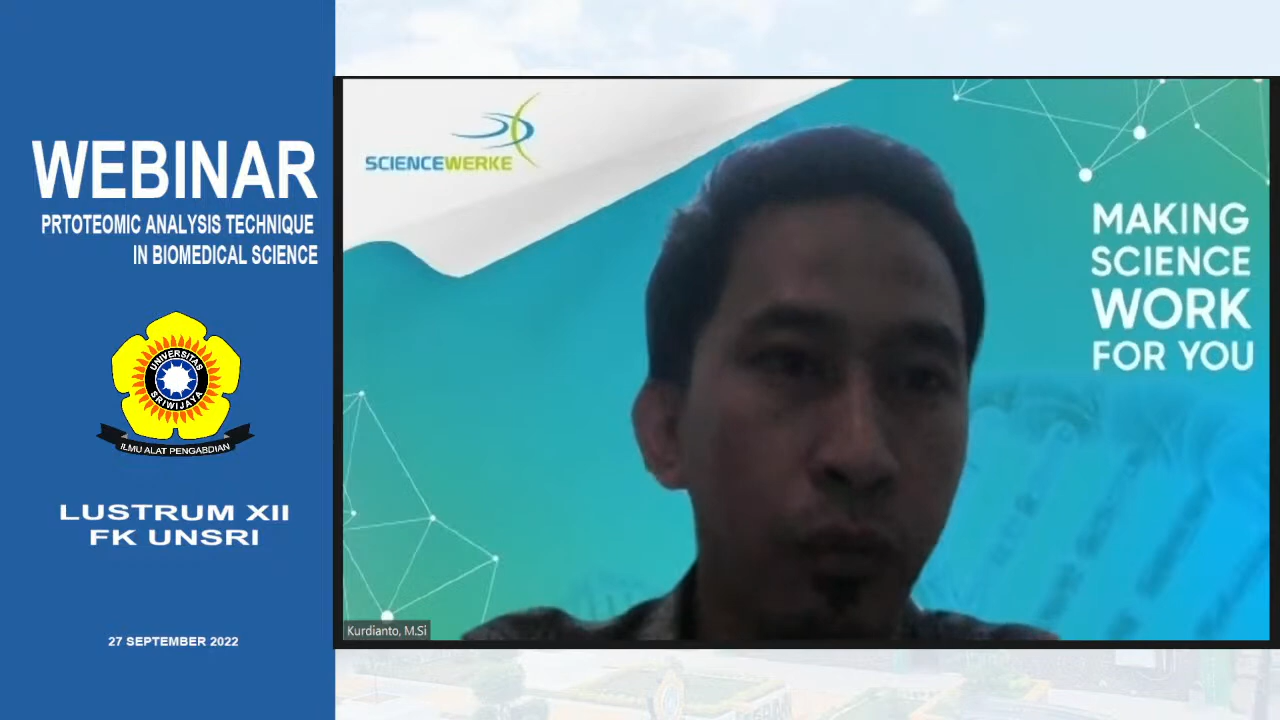 WEBINAR
PRTOTEOMIC ANALYSIS TECHNIQUE
IN BIOMEDICAL SCIENCE
UNIVERSITAS
SRIWIJAYA
ILMU ALAT PENGABDIAN
LUSTRUM XII
FK UNSRI
27 SEPTEMBER 2022
SCIENCEWERKE
MAKING
SCIENCE
WORK
FOR YOU
Kurdianto, M.Si